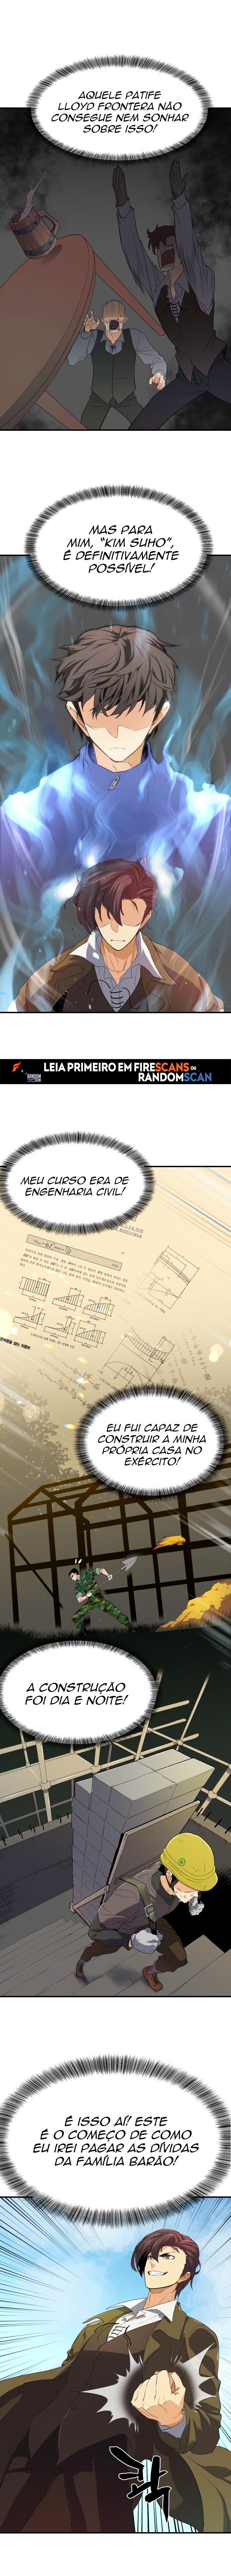 AQUELE PATIFE
LLOYD FRONTERA NÃO
CONSEGUE NEM SONHAR
SOBRE ISSO!
MAS PARA
MIM, "KIM SUHO",
É DEFINITIVAMENTE
POSSÍVEL!
LEIA PRIMEIRO EM FIRESCANS OU
RANDOMSCAN
MEU CURSO ERA DE
ENGENHARIA CIVIL!
EU FUI CAPAZ DE
CONSTRUIR A MINHA
PRÓPRIA CASA NO
EXÉRCITO!
A CONSTRUÇÃO
FOI DIA E NOITE!
É ISSO AÍ! ESTE
É O COMEÇO DE COMO
EU IREI PAGAR AS DÍVIDAS
DA FAMÍLIA BARÃO!